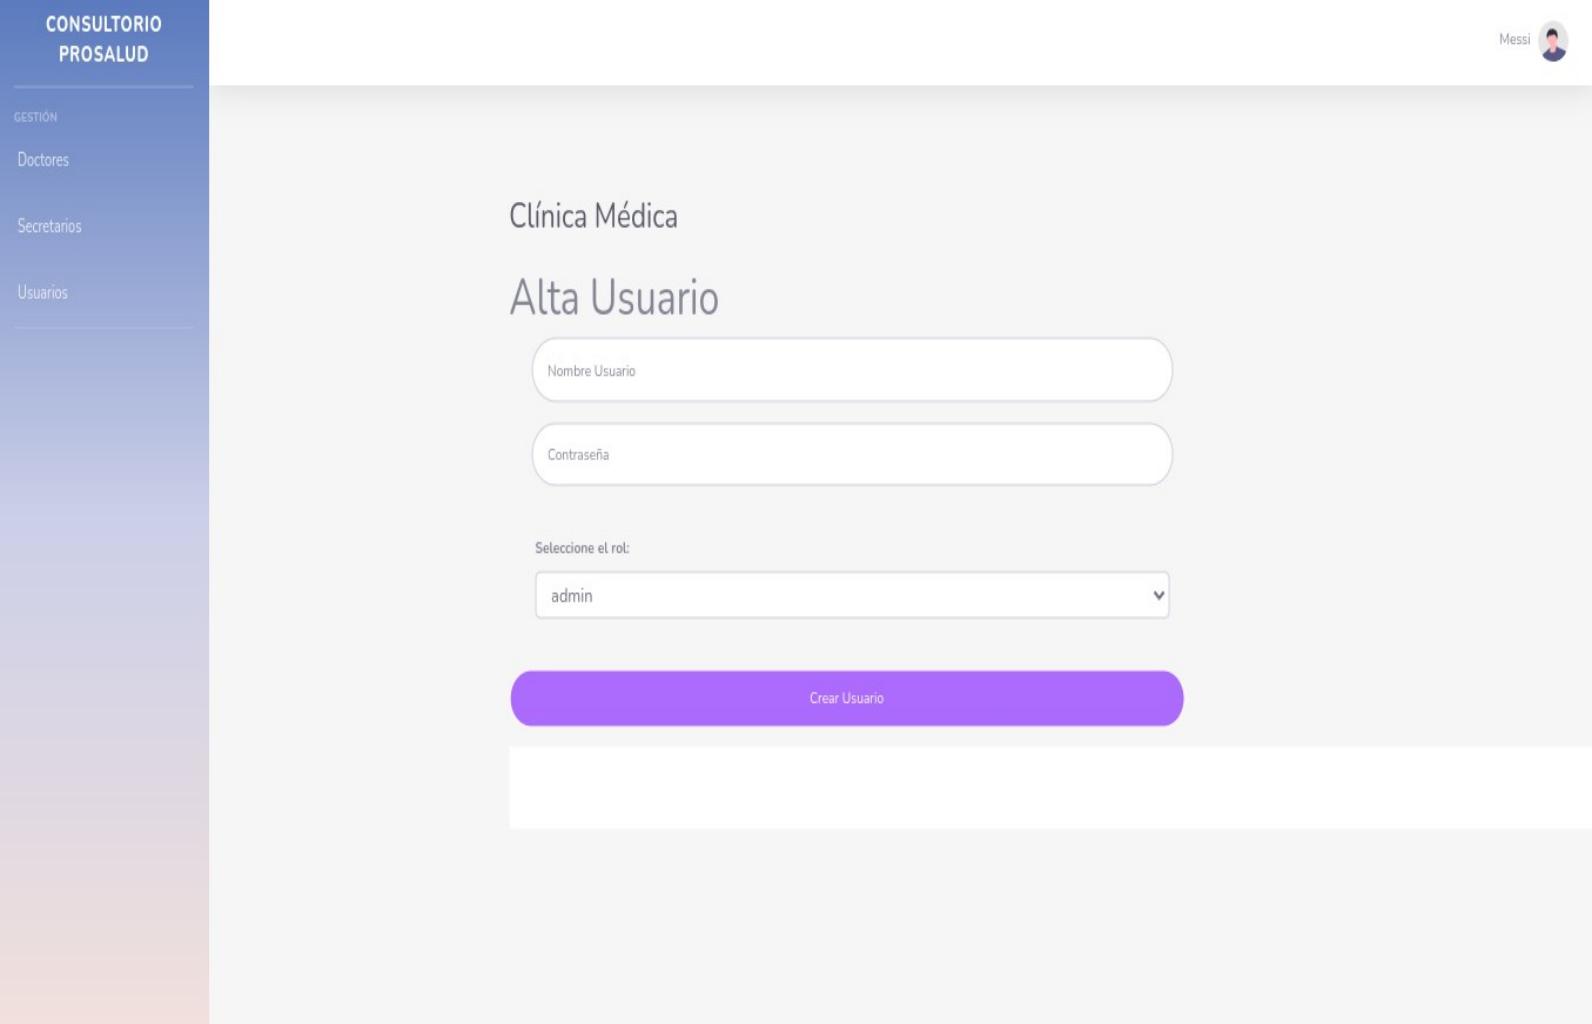 CONSULTORIO
PROSALUD
GESTIÓN
Doctores
Secretarios
Usuarios
Messi
Clínica Médica
Alta Usuario
Nombre Usuario
Contraseña
Seleccione el rol:
admin
Crear Usuario